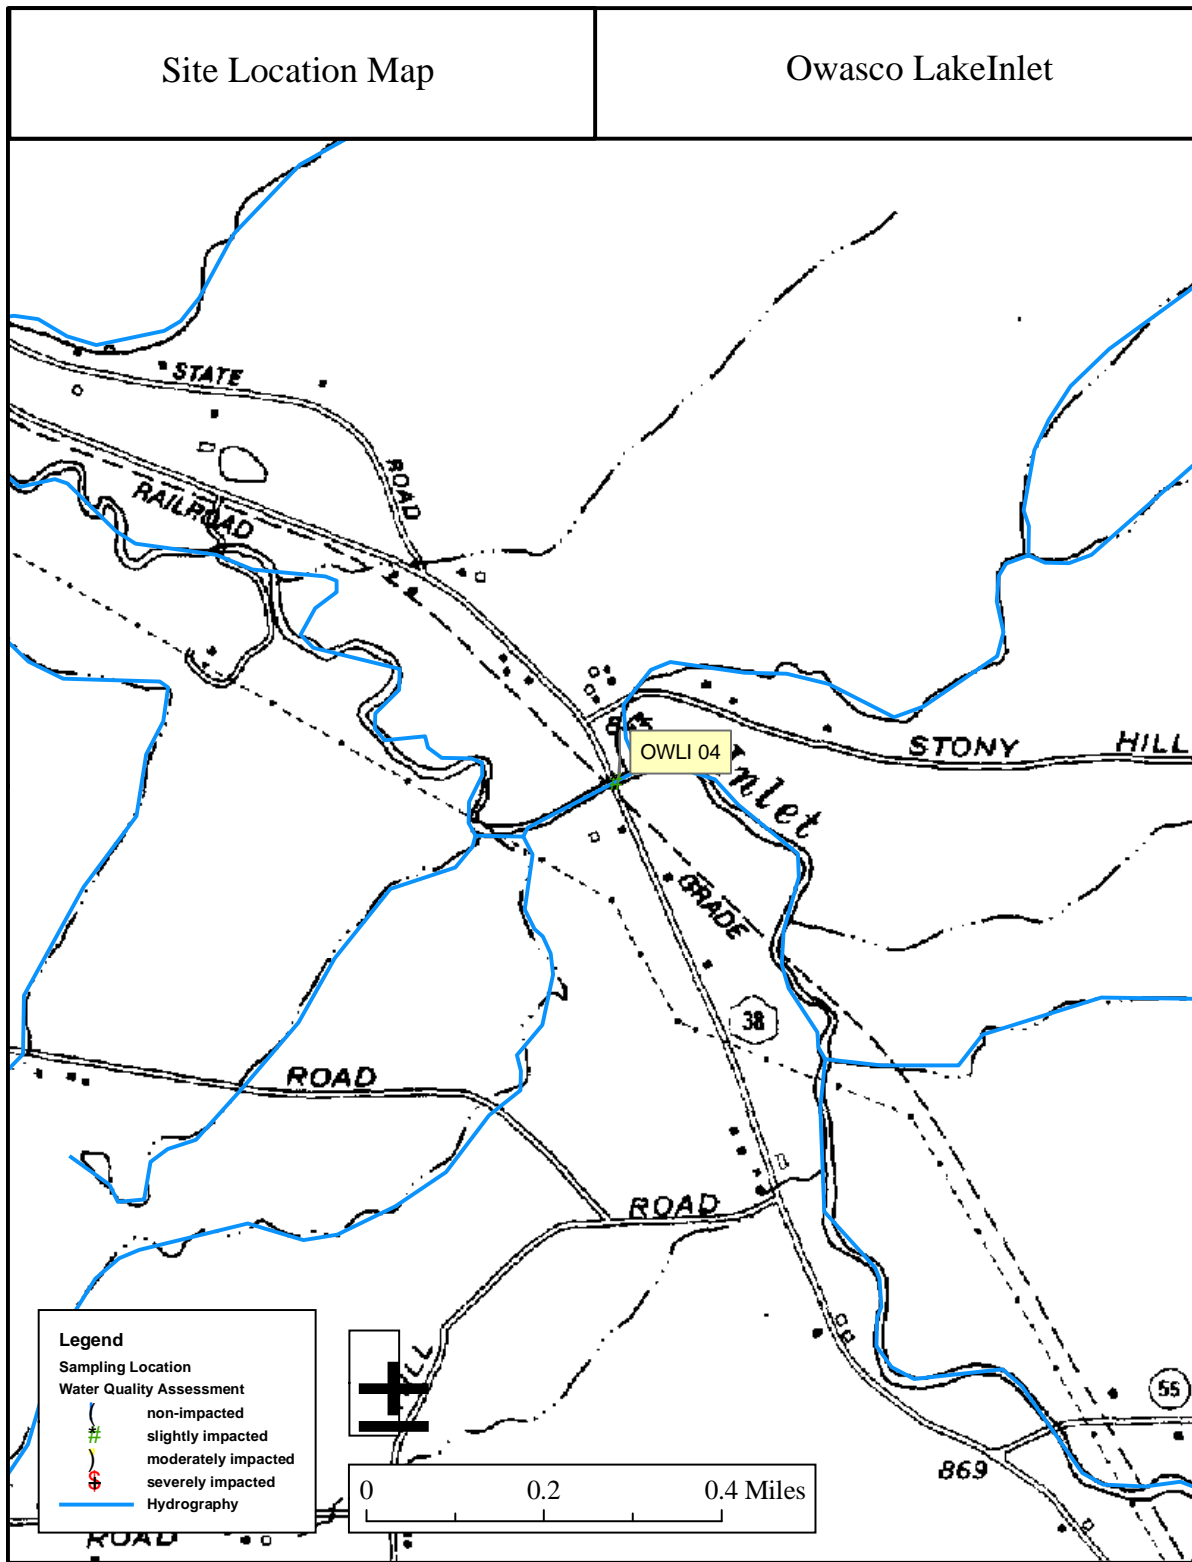 Site Location Map
Owasco LakeInlet
STATE
ROAD
RAILROAD
OWLI 04
STONY HILL
Inlet
GRADE
38
ROAD
ROAD
55
869
ROAD
Legend
Sampling Location
Water Quality Assessment
non-impacted
slightly impacted
moderately impacted
severely impacted
Hydrography
0 0.2 0.4 Miles